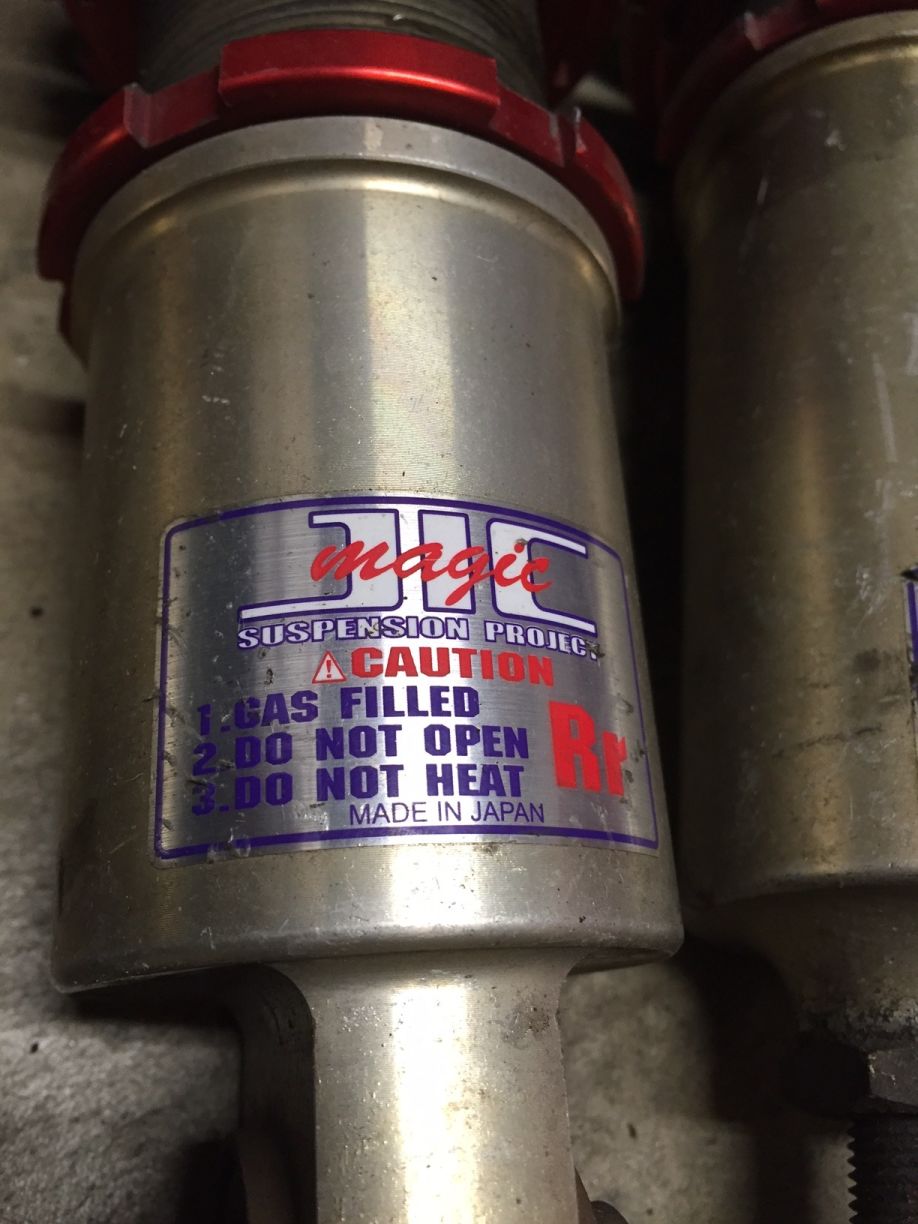 JIC
magic
SUSPENSION PROJECT
⚠CAUTION
1.GAS FILLED
2.DO NOT OPEN
3.DO NOT HEAT
Rr
MADE IN JAPAN